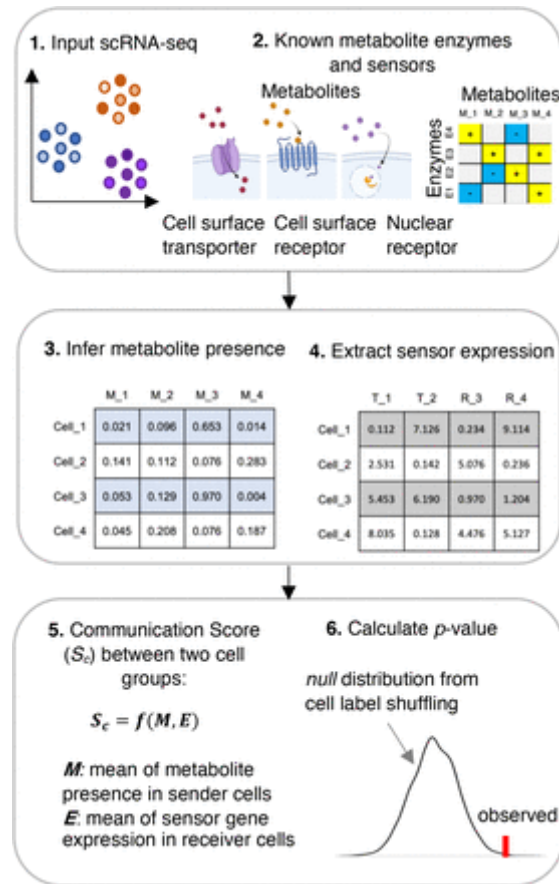 1. Input scRNA-seq
2. Known metabolite enzymes
and sensors
Metabolites
Cell surface
transporter
Cell surface
receptor
Nuclear
receptor
Metabolites
M_1 M_2 M_3 M_4
Enzymes
E4 * -
E3 * *
E2 - *
E1 - *
3. Infer metabolite presence
M_1 M_2 M_3 M_4
Cell_1 0.021 0.096 0.653 0.014
Cell_2 0.141 0.112 0.076 0.283
Cell_3 0.053 0.129 0.970 0.004
Cell_4 0.045 0.208 0.076 0.187
4. Extract sensor expression
T_1 T_2 R_3 R_4
Cell_1 0.112 7.126 0.234 9.114
Cell_2 2.531 0.142 5.076 0.236
Cell_3 5.453 6.190 0.970 1.204
Cell_4 8.035 0.128 4.476 5.127
5. Communication Score
(Sc) between two cell
groups:
Sc = f(M, E)
M: mean of metabolite
presence in sender cells
E: mean of sensor gene
expression in receiver cells
6. Calculate p-value
null distribution from
cell label shuffling
observed